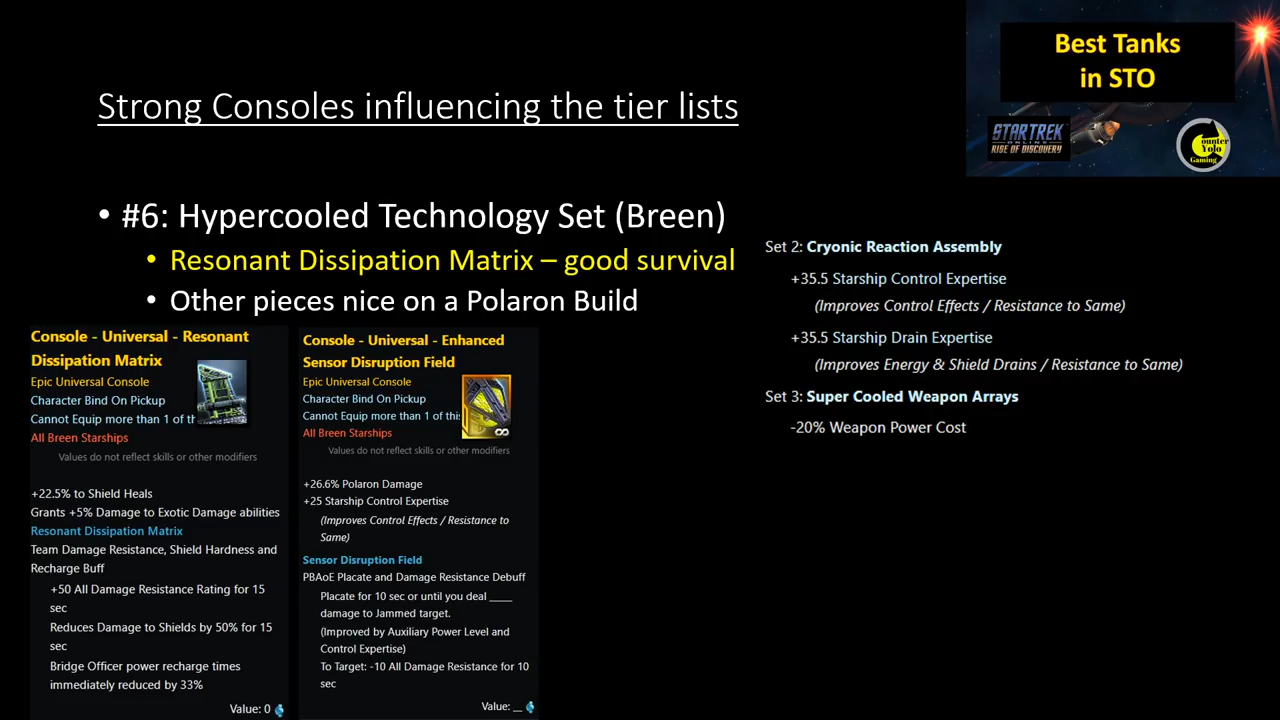 Best Tanks
in STO
STAR TREK
ONLINE
RISE OF DISCOVERY
ounter
Yolo
Gaming
Strong Consoles influencing the tier lists
• #6: Hypercooled Technology Set (Breen)
• Resonant Dissipation Matrix – good survival
• Other pieces nice on a Polaron Build
Console - Universal - Resonant
Dissipation Matrix
Epic Universal Console
Character Bind On Pickup
Cannot Equip more than 1 of th
All Breen Starships
Values do not reflect skills or other modifiers
+22.5% to Shield Heals
Grants +5% Damage to Exotic Damage abilities
Resonant Dissipation Matrix
Team Damage Resistance, Shield Hardness and
Recharge Buff
+50 All Damage Resistance Rating for 15
sec
Reduces Damage to Shields by 50% for 15
sec
Bridge Officer power recharge times
immediately reduced by 33%
Value: 0
Console - Universal - Enhanced
Sensor Disruption Field
Epic Universal Console
Character Bind On Pickup
Cannot Equip more than 1 of this
All Breen Starships
Values do not reflect skills or other modifiers
+26.6% Polaron Damage
+25 Starship Control Expertise
(Improves Control Effects / Resistance to
Same)
Sensor Disruption Field
PBAoE Placate and Damage Resistance Debuff
Placate for 10 sec or until you deal ____
damage to Jammed target.
(Improved by Auxiliary Power Level and
Control Expertise)
To Target: -10 All Damage Resistance for 10
sec
Value: __
Set 2: Cryonic Reaction Assembly
+35.5 Starship Control Expertise
(Improves Control Effects / Resistance to Same)
+35.5 Starship Drain Expertise
(Improves Energy & Shield Drains / Resistance to Same)
Set 3: Super Cooled Weapon Arrays
-20% Weapon Power Cost